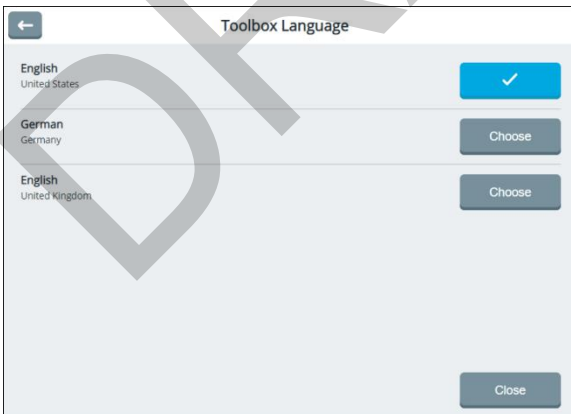 Toolbox Language
English
United States
German
Germany
Choose
English
United Kingdom
Choose
Close